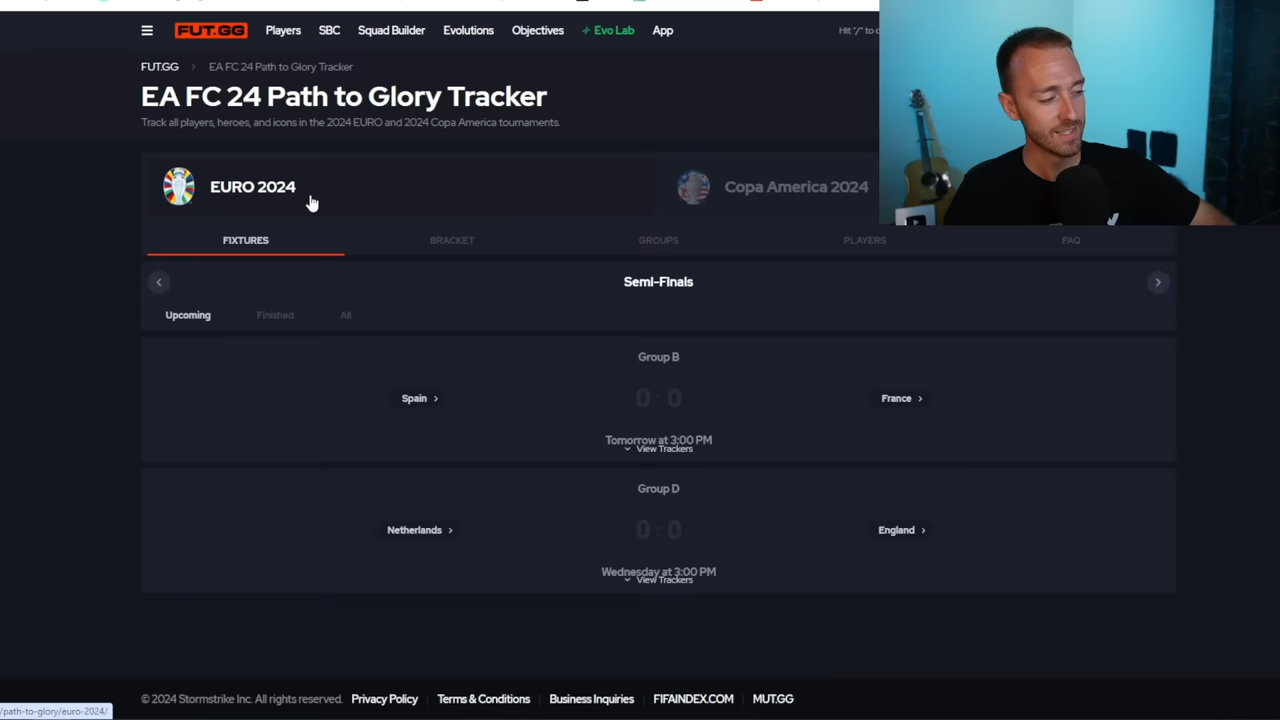 FUT.GG
Players
SBC
Squad Builder
Evolutions
Objectives
Evo Lab
App
Hit "/" to
FUT.GG
EA FC 24 Path to Glory Tracker
EA FC 24 Path to Glory Tracker
Track all players, heroes, and icons in the 2024 EURO and 2024 Copa America tournaments.
EURO 2024
Copa America 2024
FIXTURES
BRACKET
GROUPS
PLAYERS
FAQ
Semi-Finals
Upcoming
Finished
All
Group B
Spain
0 : 0
France
Tomorrow at 3:00 PM
View Trackers
Group D
Netherlands
0 : 0
England
Wednesday at 3:00 PM
View Trackers
© 2024 Stormstrike Inc. All rights reserved.
Privacy Policy
Terms & Conditions
Business Inquiries
FIFAINDEX.COM
MUT.GG
/path-to-glory/euro-2024/